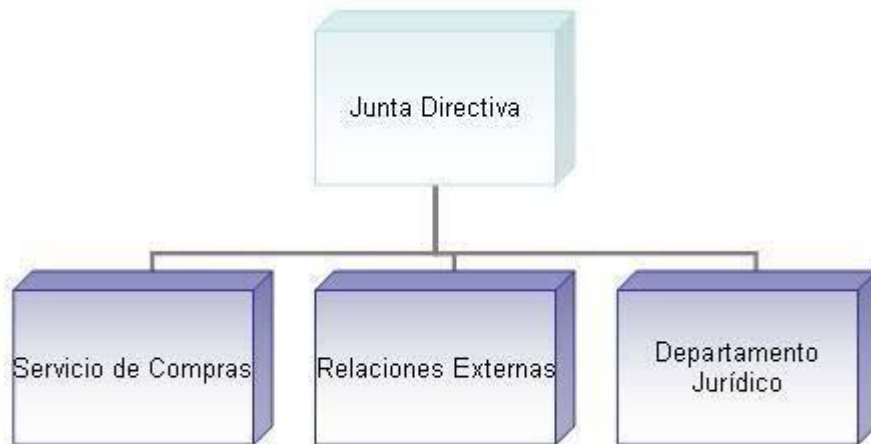 Junta Directiva
Servicio de Compras
Relaciones Externas
Departamento
Jurídico